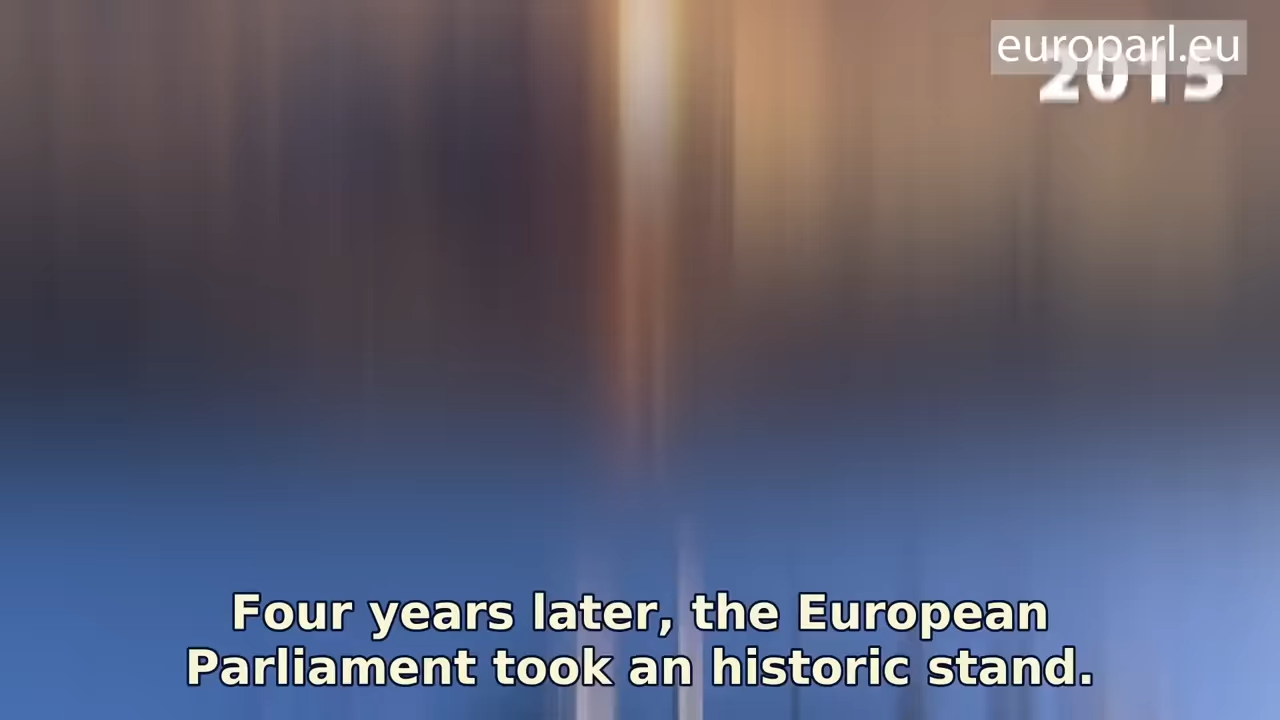 europarl.eu
2015
Four years later, the European
Parliament took an historic stand.